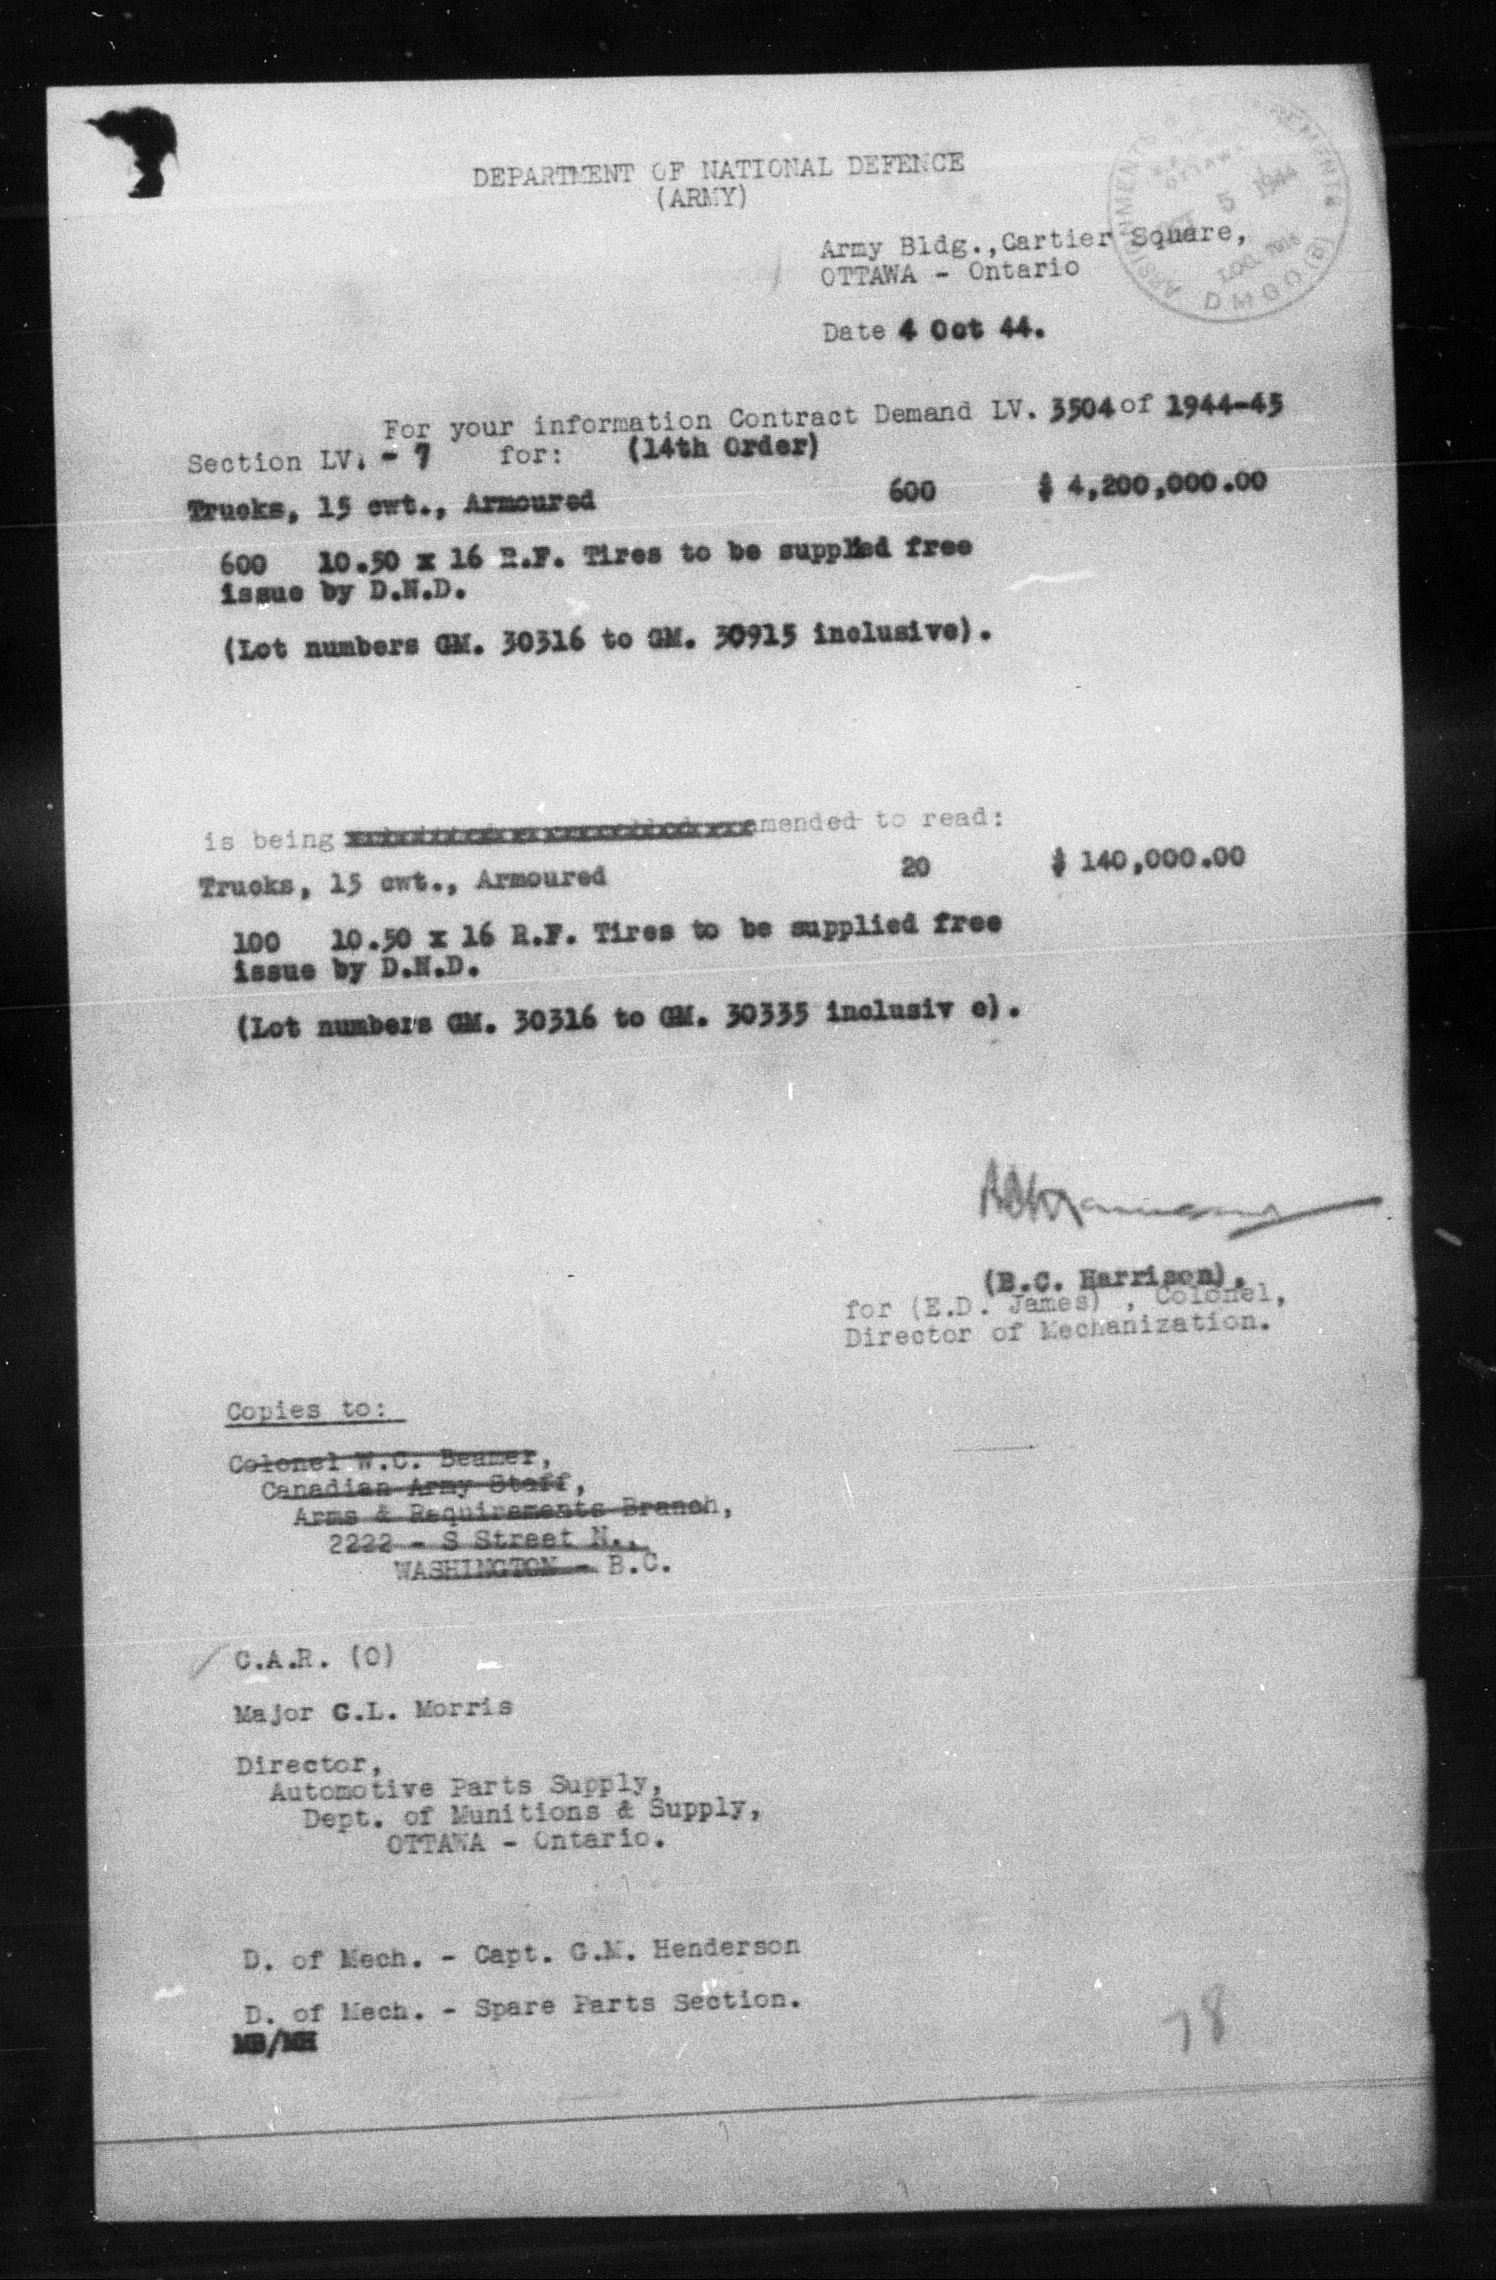 DEPARTMENT OF NATIONAL DEFENCE
(ARMY)
OCT 5 1944
D M G O (B)
Army Bldg.,Cartier Square,
OTTAWA - Ontario
Date 4 Oct 44.
For your information Contract Demand LV. 3504 of 1944-45
Section LV. - 7 for: (14th Order)
Trucks, 15 cwt., Armoured 600 $ 4,200,000.00
600 10.50 x 16 R.F. Tires to be supplied free
issue by D.N.D.
(Lot numbers GM. 30316 to GM. 30915 inclusive).
is being amended to read:
Trucks, 15 cwt., Armoured 20 $ 140,000.00
100 10.50 x 16 R.F. Tires to be supplied free
issue by D.N.D.
(Lot numbers GM. 30316 to GM. 30335 inclusiv e).
(B.C. Harrison).
for (E.D. James) , Colonel,
Director of Mechanization.
Copies to:
Colonel W.C. Beamer,
Canadian Army Staff,
Arms & Requirements Branch,
2222 - S Street N.,
WASHINGTON - B.C.
C.A.R. (O)
Major G.L. Morris
Director,
Automotive Parts Supply,
Dept. of Munitions & Supply,
OTTAWA - Ontario.
D. of Mech. - Capt. G.M. Henderson
D. of Mech. - Spare Parts Section.
MB/MH
78